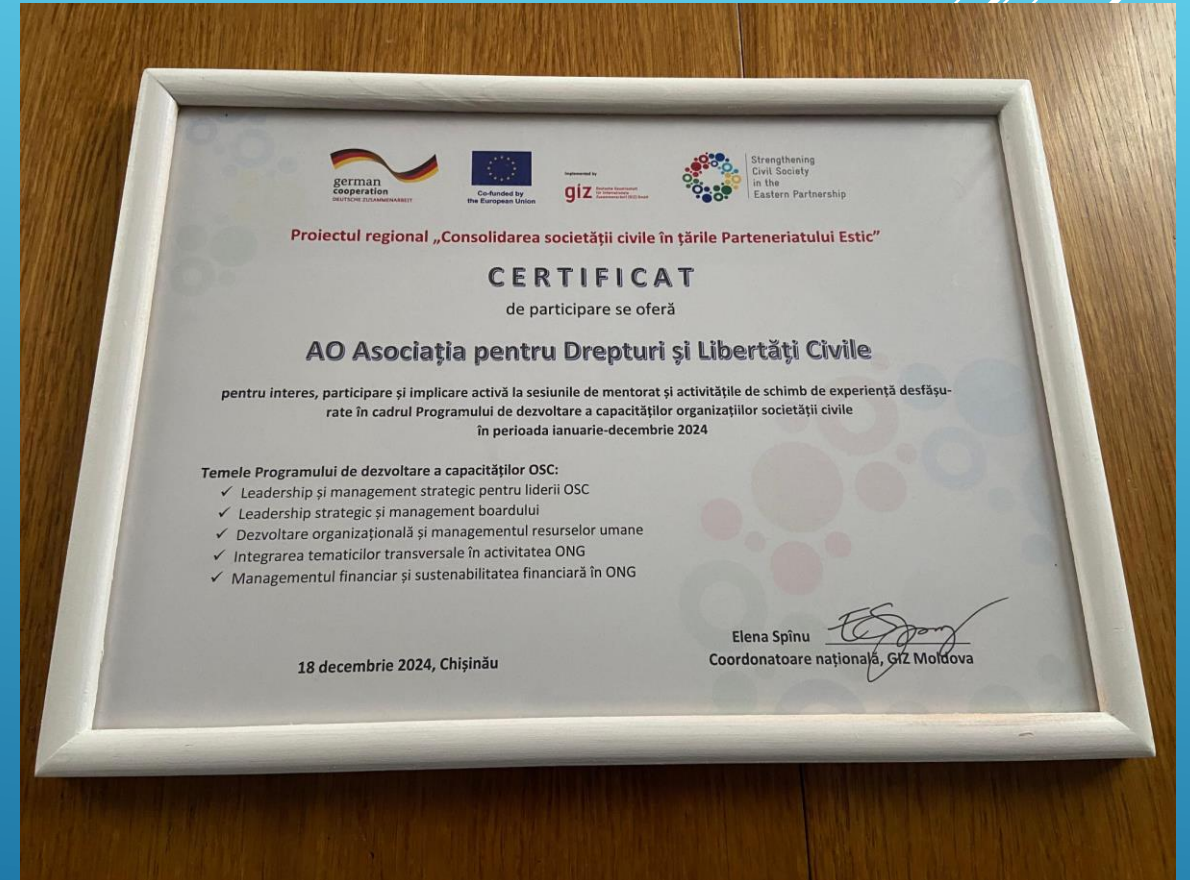 german
cooperation
DEUTSCHE ZUSAMMENARBEIT
Co-funded by
the European Union
Implemented by
giz
Strengthening
Civil Society
in the
Eastern Partnership
Proiectul regional „Consolidarea societății civile în țările Parteneriatului Estic”
CERTIFICAT
de participare se oferă
AO Asociația pentru Drepturi și Libertăți Civile
pentru interes, participare și implicare activă la sesiunile de mentorat și activitățile de schimb de experiență desfășu-
rate în cadrul Programului de dezvoltare a capacităților organizațiilor societății civile
în perioada ianuarie-decembrie 2024
Temele Programului de dezvoltare a capacităților OSC:
✓ Leadership și management strategic pentru liderii OSC
✓ Leadership strategic și management boardului
✓ Dezvoltare organizațională și managementul resurselor umane
✓ Integrarea tematicilor transversale în activitatea ONG
✓ Managementul financiar și sustenabilitatea financiară în ONG
Elena Spînu
Coordonatoare națională, GIZ Moldova
18 decembrie 2024, Chișinău